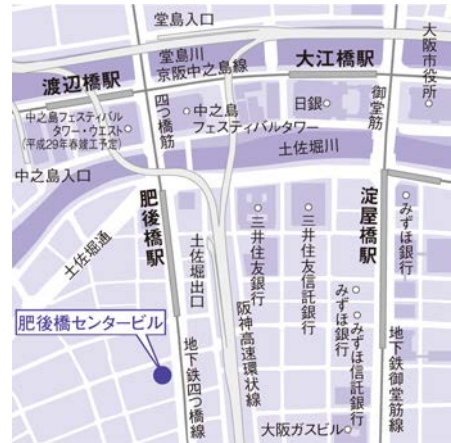 堂島入口
堂島川
京阪中之島線
渡辺橋駅
大江橋駅
大阪市役所
御堂筋
四つ橋筋
中之島
フェスティバルタワー
日銀
中之島フェスティバル
タワー・ウエスト
(平成29年春竣工予定)
中之島入口
土佐堀川
肥後橋駅
淀屋橋駅
土佐堀通
土佐堀出口
三井住友銀行
三井住友信託銀行
みずほ銀行
肥後橋センタービル
阪神高速環状線
みずほ銀行
みずほ信託銀行
地下鉄四つ橋線
地下鉄御堂筋線
大阪ガスビル